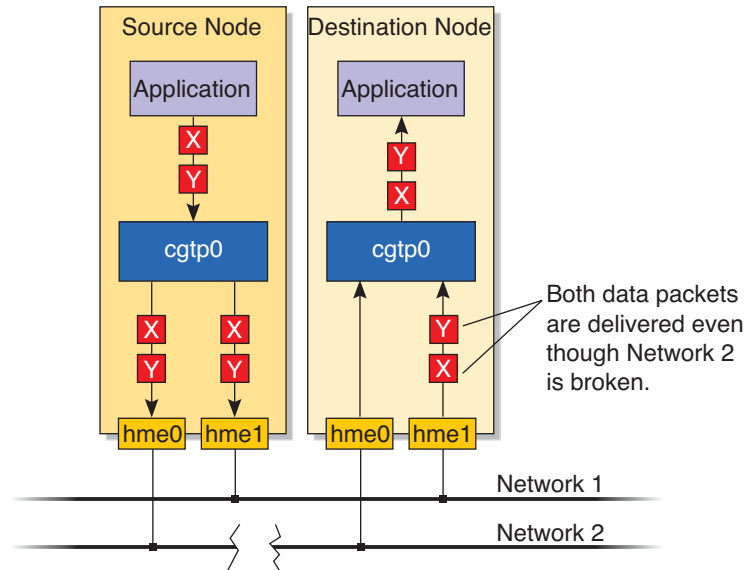 Source Node
Destination Node
Application
Application
X
Y
Y
X
cgtp0
cgtp0
X
X
Y
Y
Y
X
Both data packets
are delivered even
though Network 2
is broken.
hme0
hme1
hme0
hme1
Network 1
Network 2